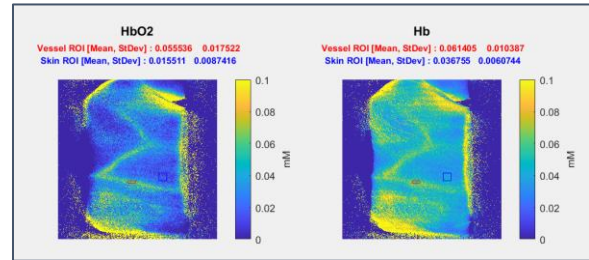 HbO2
Vessel ROI [Mean, StDev] : 0.055536 0.017522
Skin ROI [Mean, StDev] : 0.015511 0.0087416
0.1
0.08
0.06
0.04
0.02
0
mM
Hb
Vessel ROI [Mean, StDev] : 0.061405 0.010387
Skin ROI [Mean, StDev] : 0.036755 0.0060744
0.1
0.08
0.06
0.04
0.02
0
mM